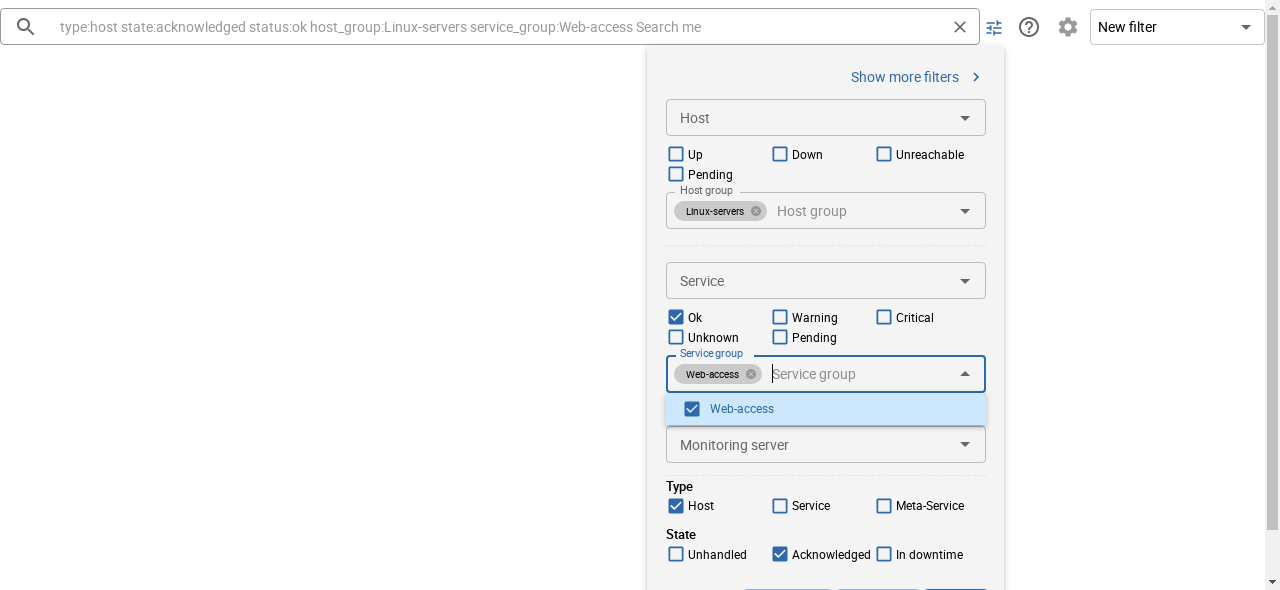 type:host state:acknowledged status:ok host_group:Linux-servers service_group:Web-access Search me
New filter
Show more filters
Host
Up Down Unreachable
Pending
Host group
Linux-servers Host group
Service
Ok Warning Critical
Unknown Pending
Service group
Web-access Service group
Web-access
Monitoring server
Type
Host Service Meta-Service
State
Unhandled Acknowledged In downtime